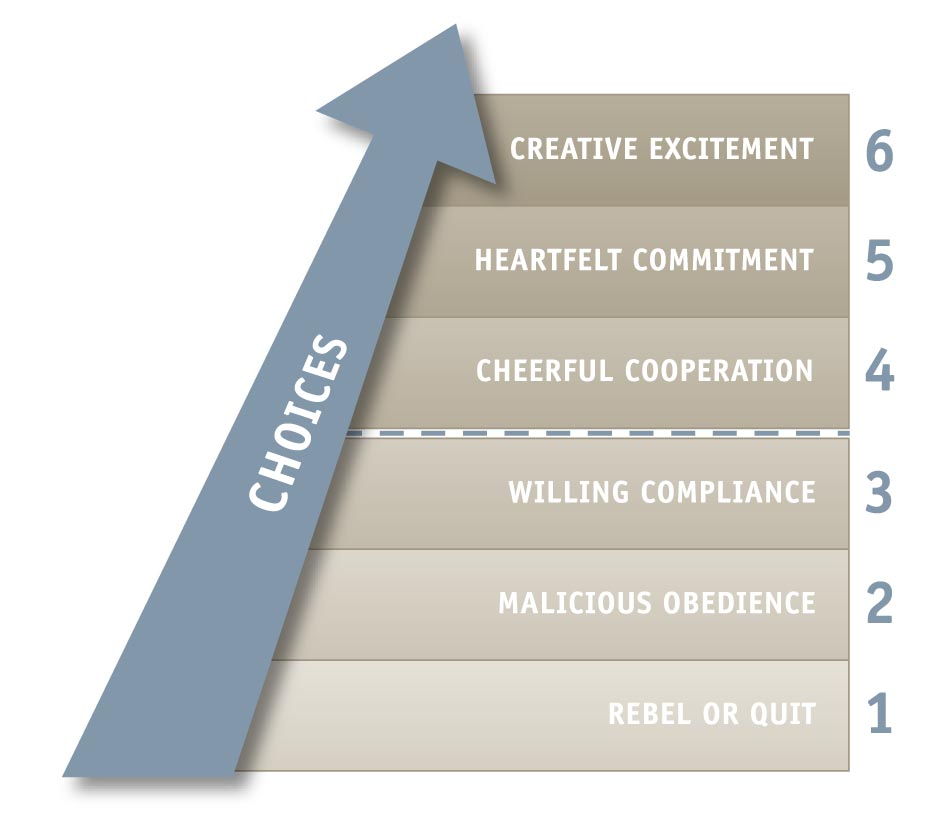 CREATIVE EXCITEMENT 6
HEARTFELT COMMITMENT 5
CHEERFUL COOPERATION 4
CHOICES
WILLING COMPLIANCE 3
MALICIOUS OBEDIENCE 2
REBEL OR QUIT 1